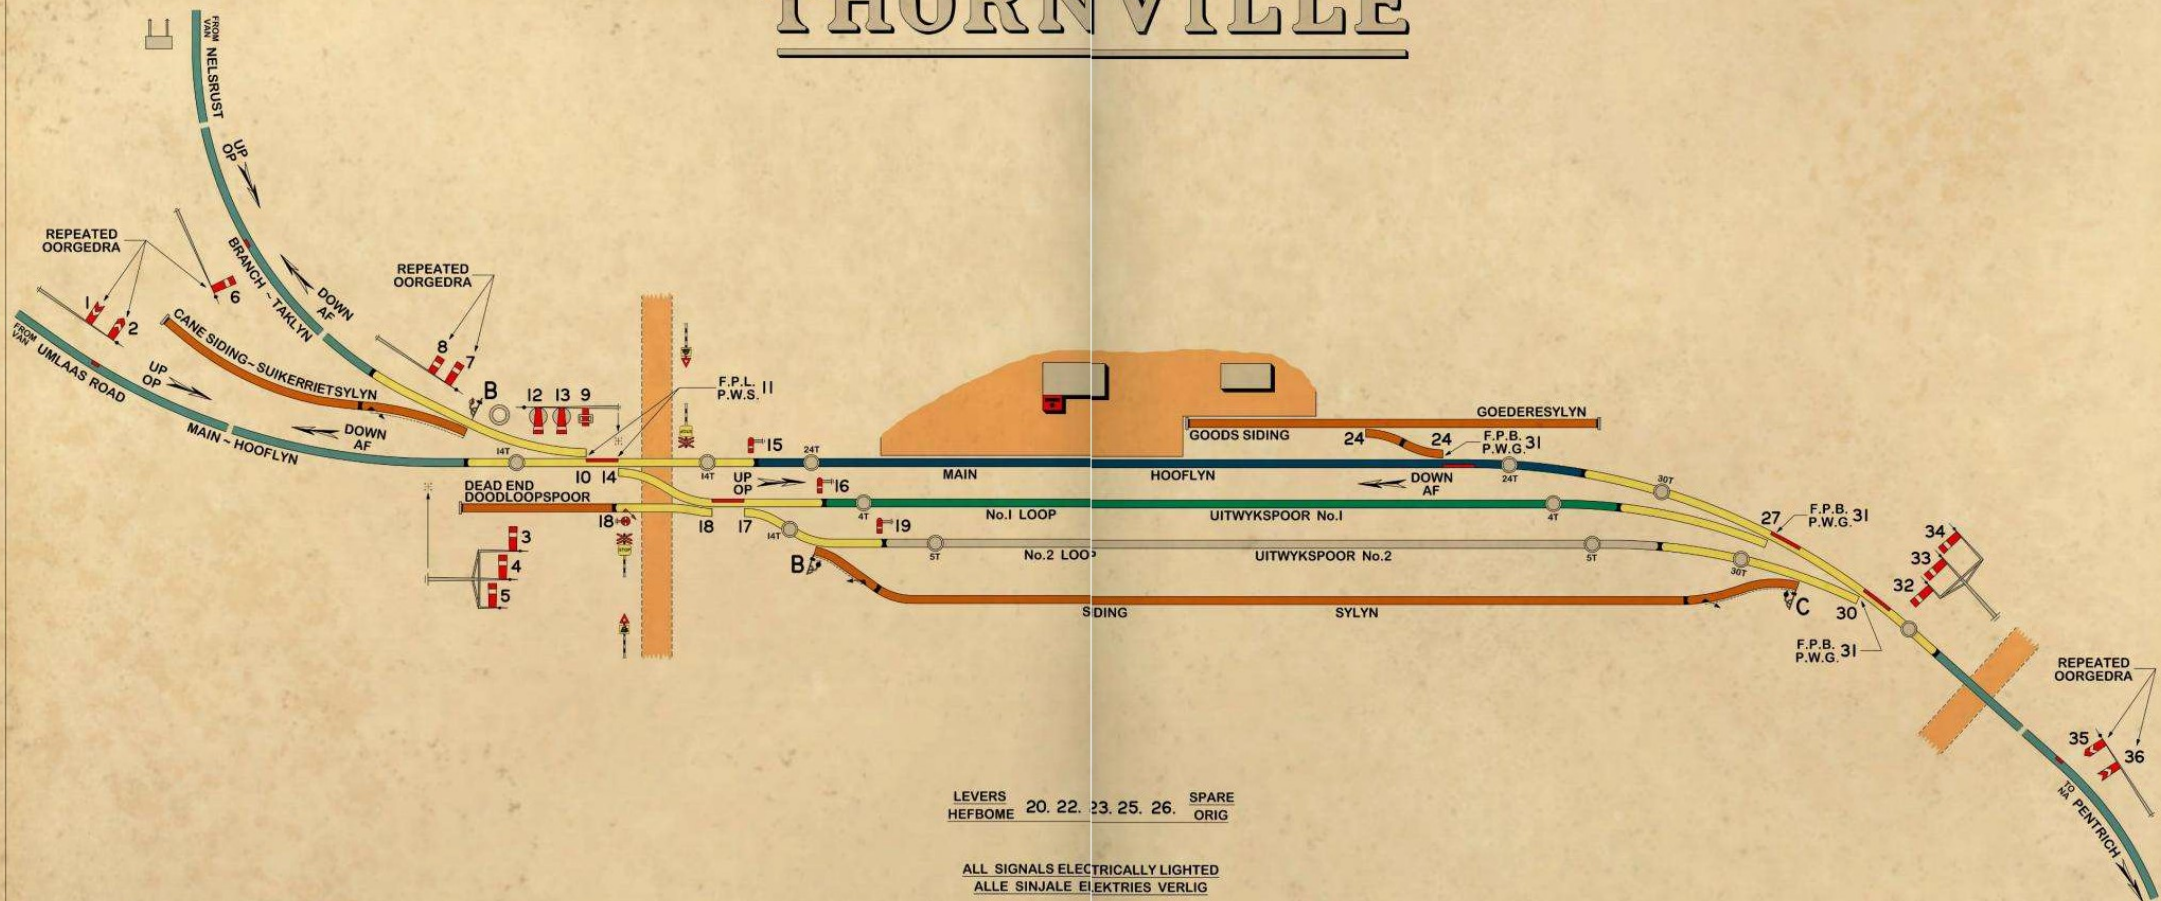 THORNVILLE
FROM
VAN NELSRUST
UP
OP
BRANCH ~ TAKLYN
DOWN
AF
REPEATED
OORGEDRA
1
2
6
REPEATED
OORGEDRA
8
7
FROM
VAN UMLAAS ROAD
UP
OP
CANE SIDING ~ SUIKERRIETSYLYN
MAIN ~ HOOFLYN
DOWN
AF
B
12 13 9
F.P.L. 11
P.W.S.
15
14T
10 14
14T
24T
UP
OP
16
MAIN HOOFLYN
DOWN
AF
GOEDERESYLYN
GOODS SIDING
24 24
F.P.B. 31
P.W.G.
24T
30T
DEAD END
DOODLOOPSPOOR
18
18 17
4T
No.1 LOOP UITWYKSPOOR No.1
4T
27
F.P.B. 31
P.W.G.
3
4
5
STOP
STOP
14T
19
5T
No.2 LOOP UITWYKSPOOR No.2
5T
30T
B
SIDING SYLYN
C
30
F.P.B. 31
P.W.G.
34
33
32
REPEATED
OORGEDRA
35
36
TO
NA PENTRICH
LEVERS 20. 22. 23. 25. 26. SPARE
HEFBOME ORIG
ALL SIGNALS ELECTRICALLY LIGHTED
ALLE SINJALE ELEKTRIES VERLIG